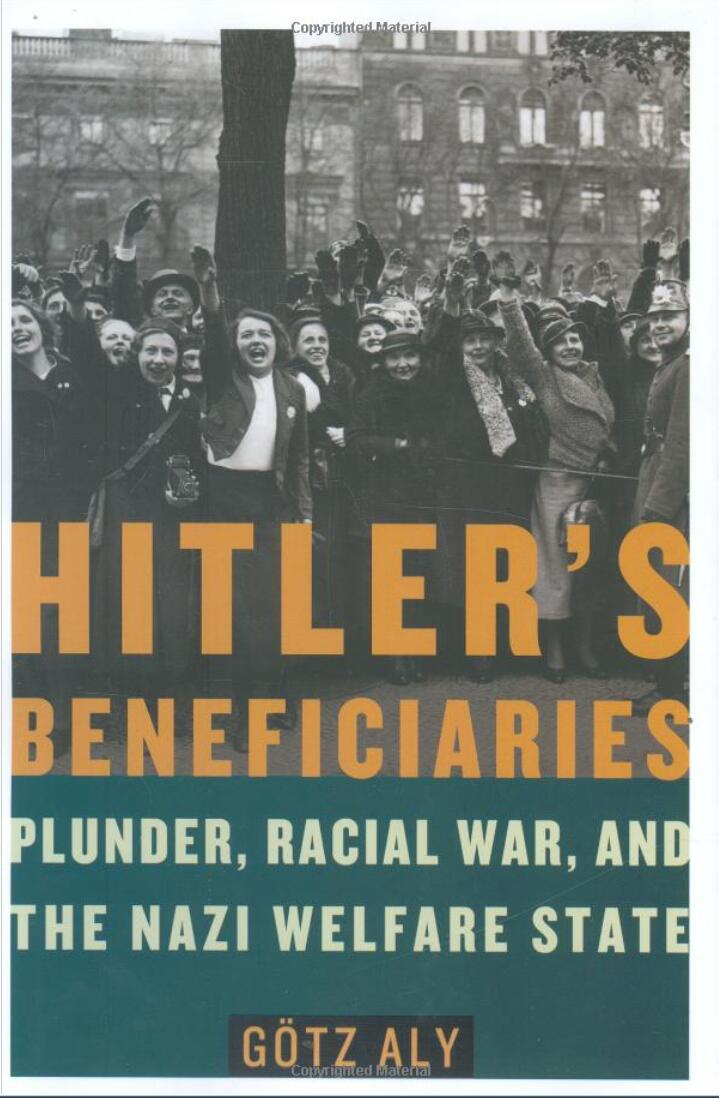 Copyrighted Material
HITLER'S
BENEFICIARIES
PLUNDER, RACIAL WAR, AND
THE NAZI WELFARE STATE
GÖTZ ALY
Copyrighted Material